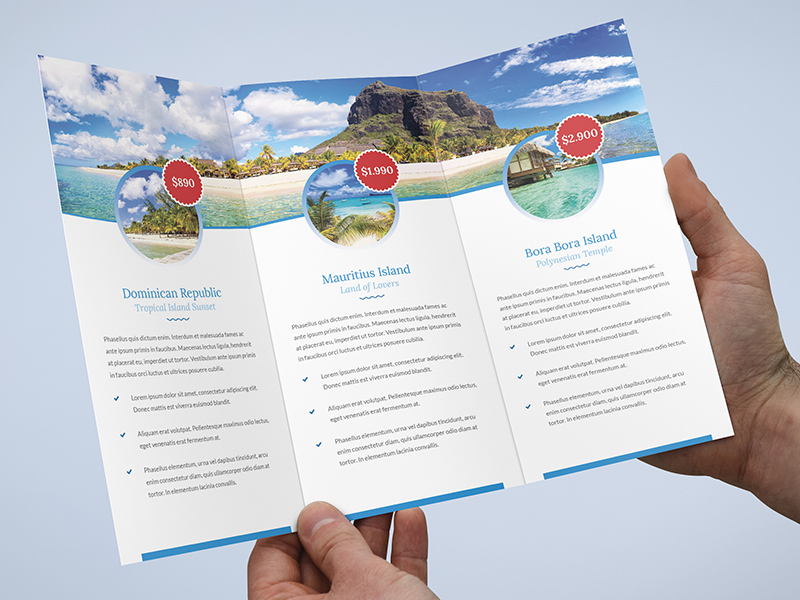 $890
Dominican Republic
Tropical Island Sunset
Phasellus quis dictum enim. Interdum et malesuada fames ac
ante ipsum primis in faucibus. Maecenas lectus ligula, hendrerit
at placerat eu, imperdiet ut tortor. Vestibulum ante ipsum primis
in faucibus orci luctus et ultrices posuere cubilia.
Lorem ipsum dolor sit amet, consectetur adipiscing elit.
Donec mattis est viverra euismod blandit.
Aliquam erat volutpat. Pellentesque maximus odio lectus,
eget venenatis erat fermentum at.
Phasellus elementum, urna vel dapibus tincidunt, arcu
enim consectetur diam, quis ullamcorper odio diam at
tortor. In elementum lacinia convallis.
$1.990
Mauritius Island
Land of Lovers
Phasellus quis dictum enim. Interdum et malesuada fames ac
ante ipsum primis in faucibus. Maecenas lectus ligula, hendrerit
at placerat eu, imperdiet ut tortor. Vestibulum ante ipsum primis
in faucibus orci luctus et ultrices posuere cubilia.
Lorem ipsum dolor sit amet, consectetur adipiscing elit.
Donec mattis est viverra euismod blandit.
Aliquam erat volutpat. Pellentesque maximus odio lectus,
eget venenatis erat fermentum at.
Phasellus elementum, urna vel dapibus tincidunt, arcu
enim consectetur diam, quis ullamcorper odio diam at
tortor. In elementum lacinia convallis.
$2.900
Bora Bora Island
Polynesian Temple
Phasellus quis dictum enim. Interdum et malesuada fames ac
ante ipsum primis in faucibus. Maecenas lectus ligula, hendrerit
at placerat eu, imperdiet ut tortor. Vestibulum ante ipsum primis
in faucibus orci luctus et ultrices posuere cubilia.
Lorem ipsum dolor sit amet, consectetur adipiscing elit.
Donec mattis est viverra euismod blandit.
Aliquam erat volutpat. Pellentesque maximus odio lectus,
eget venenatis erat fermentum at.
Phasellus elementum, urna vel dapibus tincidunt, arcu
enim consectetur diam, quis ullamcorper odio diam at
tortor. In elementum lacinia convallis.